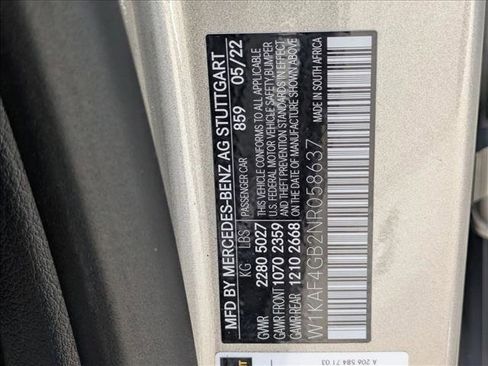 MFD BY MERCEDES-BENZ AG STUTTGART
PASSENGER CAR 859 05/22
KG LBS
GVWR 2280 5027
GAWR FRONT 1070 2359
GAWR-REAR 1210 2668
THIS VEHICLE CONFORMS TO ALL APPLICABLE
U.S. FEDERAL MOTOR VEHICLE SAFETY, BUMPER
AND THEFT PREVENTION STANDARDS IN EFFECT
ON THE DATE OF MANUFACTURE SHOWN ABOVE
W1KAF4GB2NR058637
MADE IN SOUTH AFRICA
A 206 584 71 03